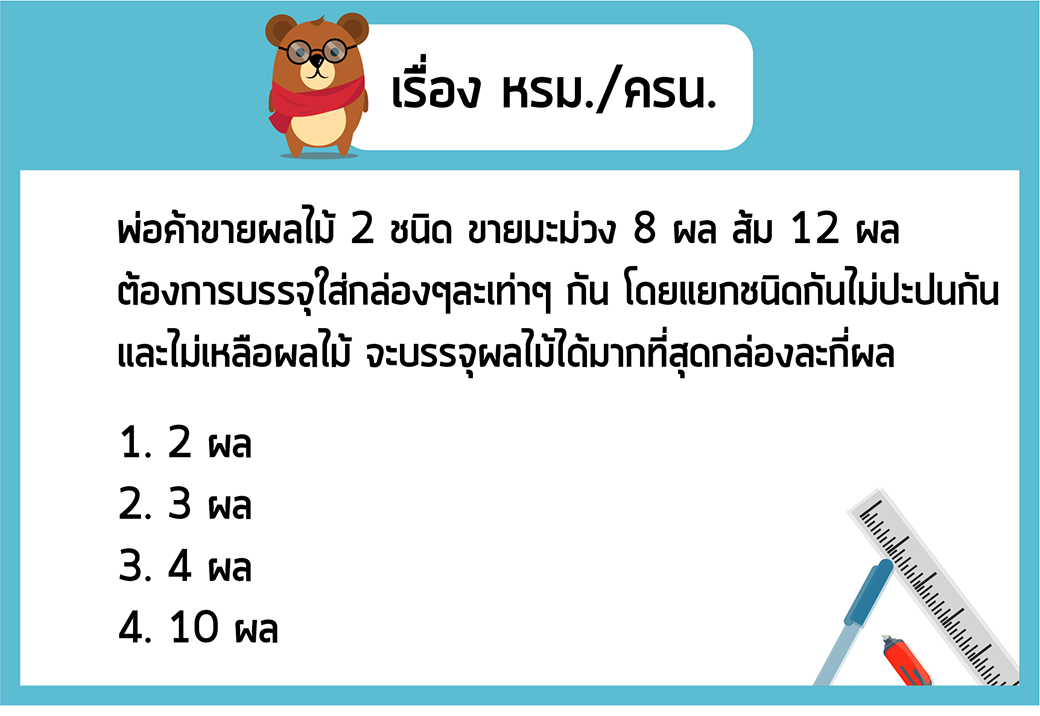 เรื่อง หรม./ครน.
พ่อค้าขายผลไม้ 2 ชนิด ขายมะม่วง 8 ผล ส้ม 12 ผล
ต้องการบรรจุใส่กล่องๆละเท่าๆ กัน โดยแยกชนิดกันไม่ปะปนกัน
และไม่เหลือผลไม้ จะบรรจุผลไม้ได้มากที่สุดกล่องละกี่ผล
1. 2 ผล
2. 3 ผล
3. 4 ผล
4. 10 ผล